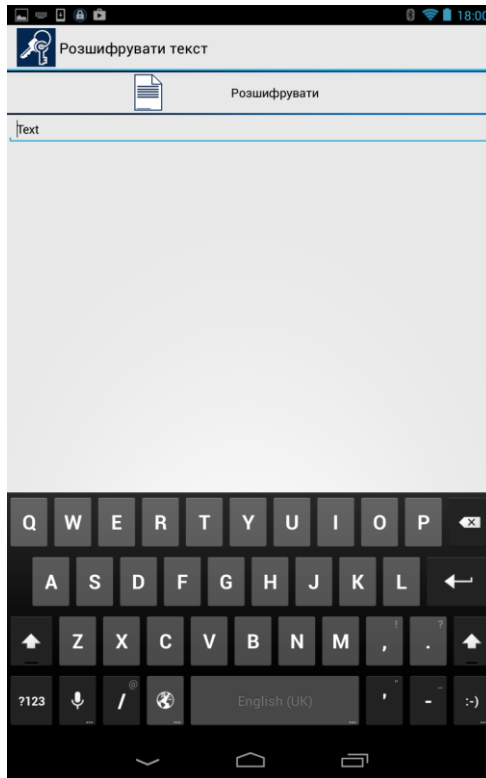 18:00
Розшифрувати текст
Розшифрувати
Text
Q W E R T Y U I O P
A S D F G H J K L
Z X C V B N M , ! . ?
?123 / @ English (UK) ' " - _ :-)